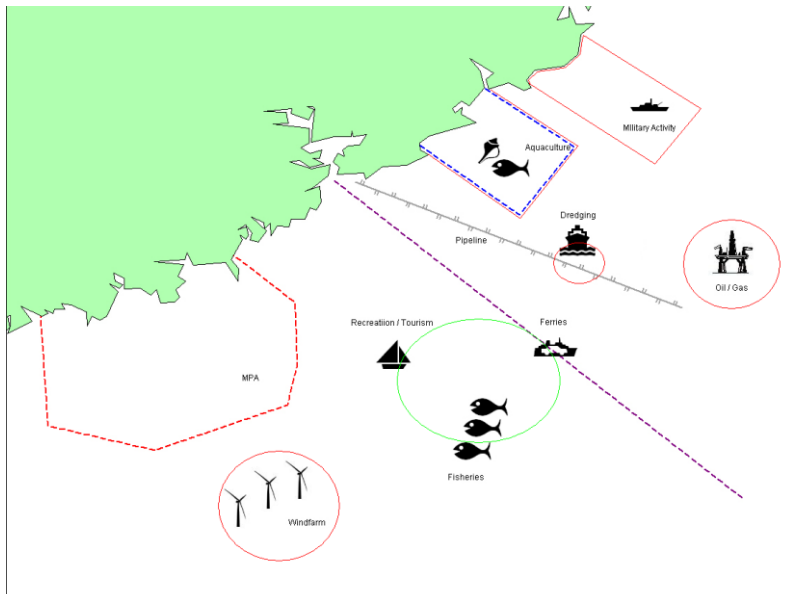 MIlitary Activity
Aquaculture
Dredging
Pipeline
Oil / Gas
Recreatiion / Tourism
Ferries
MPA
Fisheries
Windfarm